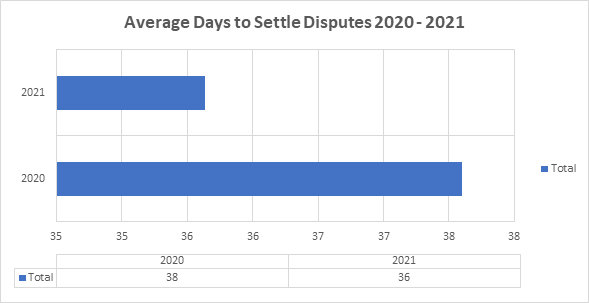 Average Days to Settle Disputes 2020 - 2021
2021
2020
Total
35 35 36 36 37 37 38 38
2020 2021
Total 38 36